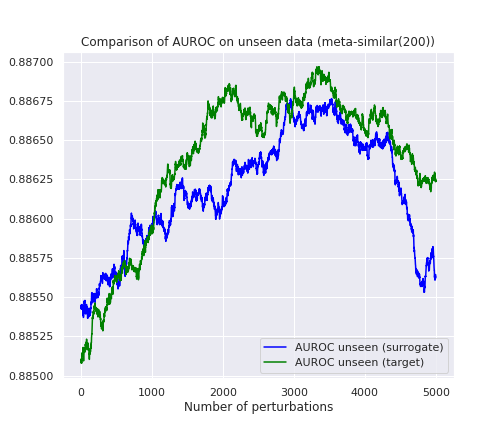 Comparison of AUROC on unseen data (meta-similar(200))
0.88700
0.88675
0.88650
0.88625
0.88600
0.88575
0.88550
0.88525
0.88500
AUROC unseen (surrogate)
AUROC unseen (target)
0 1000 2000 3000 4000 5000
Number of perturbations